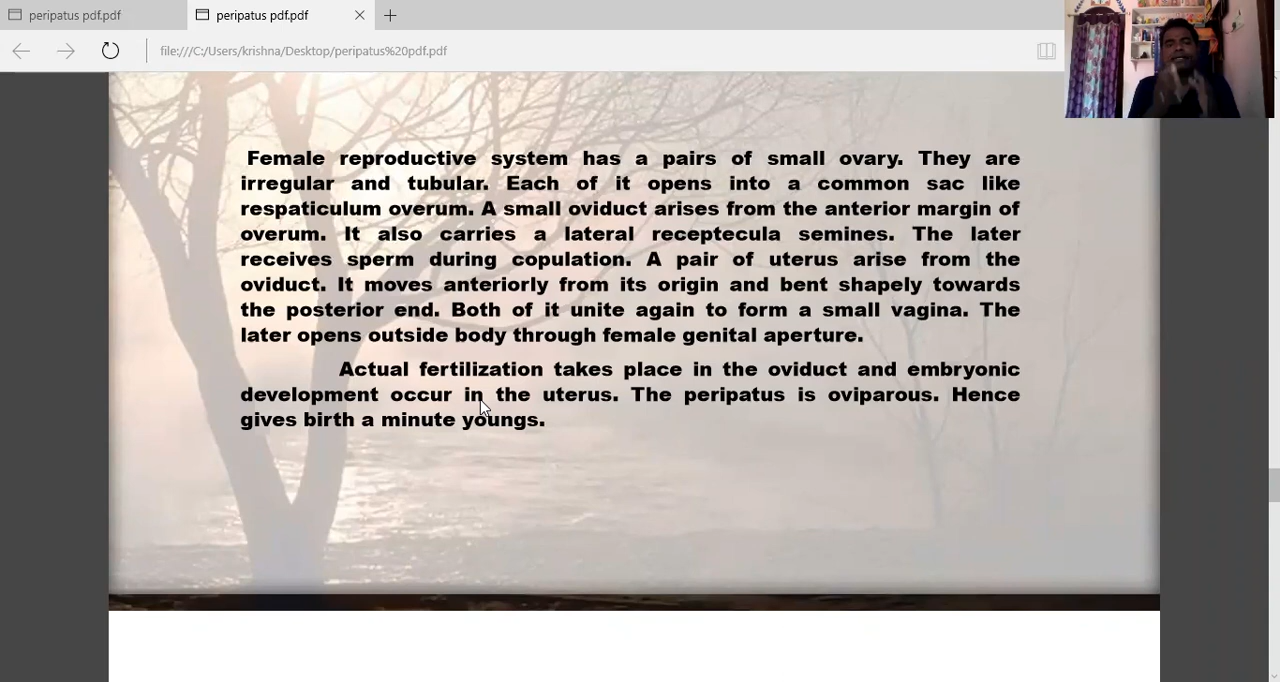 peripatus pdf.pdf
peripatus pdf.pdf
file:///C:/Users/krishna/Desktop/peripatus%20pdf.pdf
Female reproductive system has a pairs of small ovary. They are
irregular and tubular. Each of it opens into a common sac like
respaticulum overum. A small oviduct arises from the anterior margin of
overum. It also carries a lateral receptecula semines. The later
receives sperm during copulation. A pair of uterus arise from the
oviduct. It moves anteriorly from its origin and bent shapely towards
the posterior end. Both of it unite again to form a small vagina. The
later opens outside body through female genital aperture.
Actual fertilization takes place in the oviduct and embryonic
development occur in the uterus. The peripatus is oviparous. Hence
gives birth a minute youngs.